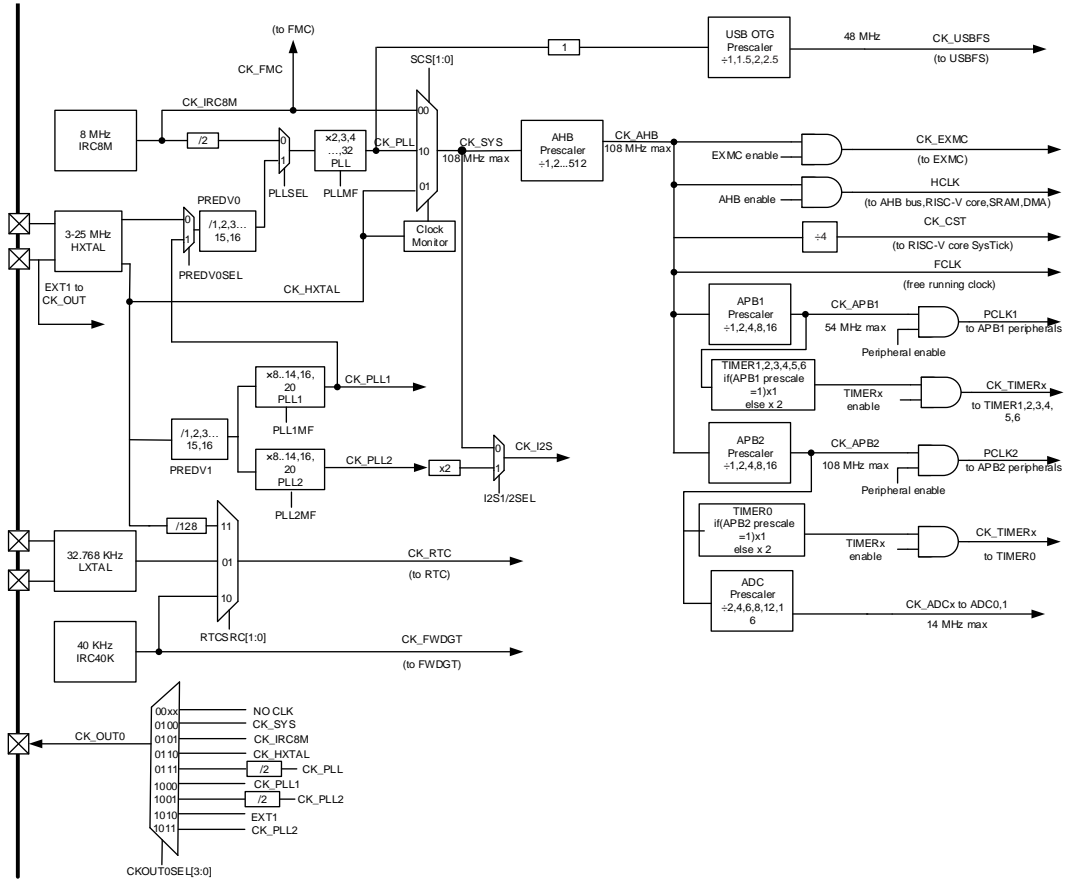 (to FMC)
CK_FMC
SCS[1:0]
1
USB OTG
Prescaler
÷1,1.5,2,2.5
48 MHz
CK_USBFS
(to USBFS)
CK_IRC8M
8 MHz
IRC8M
/2
0
1
PLLSEL
×2,3,4
…,32
PLL
PLLMF
CK_PLL
00
10
01
CK_SYS
108 MHz max
AHB
Prescaler
÷1,2...512
CK_AHB
108 MHz max
EXMC enable
CK_EXMC
(to EXMC)
AHB enable
HCLK
(to AHB bus,RISC-V core,SRAM,DMA)
÷4
CK_CST
(to RISC-V core SysTick)
FCLK
(free running clock)
Clock
Monitor
3-25 MHz
HXTAL
PREDV0
0
1
/1,2,3…
15,16
PREDV0SEL
EXT1 to
CK_OUT
CK_HXTAL
APB1
Prescaler
÷1,2,4,8,16
CK_APB1
54 MHz max
Peripheral enable
PCLK1
to APB1 peripherals
TIMER1,2,3,4,5,6
if(APB1 prescale
=1)x1
else x 2
TIMERx
enable
CK_TIMERx
to TIMER1,2,3,4,
5,6
×8..14,16,
20
PLL1
PLL1MF
CK_PLL1
/1,2,3…
15,16
PREDV1
×8..14,16,
20
PLL2
PLL2MF
CK_PLL2
x2
0
1
CK_I2S
I2S1/2SEL
APB2
Prescaler
÷1,2,4,8,16
CK_APB2
108 MHz max
Peripheral enable
PCLK2
to APB2 peripherals
TIMER0
if(APB2 prescale
=1)x1
else x 2
TIMERx
enable
CK_TIMERx
to TIMER0
ADC
Prescaler
÷2,4,6,8,12,1
6
CK_ADCx to ADC0,1
14 MHz max
/128
11
01
10
32.768 KHz
LXTAL
CK_RTC
(to RTC)
RTCSRC[1:0]
40 KHz
IRC40K
CK_FWDGT
(to FWDGT)
CK_OUT0
00xx NO CLK
0100 CK_SYS
0101 CK_IRC8M
0110 CK_HXTAL
0111 /2 CK_PLL
1000 CK_PLL1
1001 /2 CK_PLL2
1010 EXT1
1011 CK_PLL2
CKOUT0SEL[3:0]